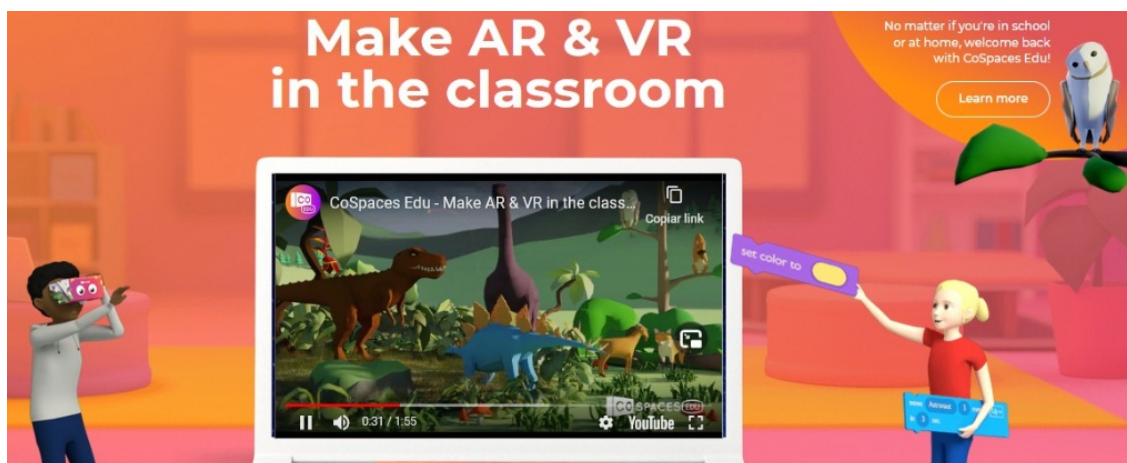 Make AR & VR
in the classroom
No matter if you're in school
or at home, welcome back
with CoSpaces Edu!
Learn more
CO
EDU
CoSpaces Edu - Make AR & VR in the class...
Copiar link
set color to
CO SPACES EDU
0:31 / 1:55
YouTube